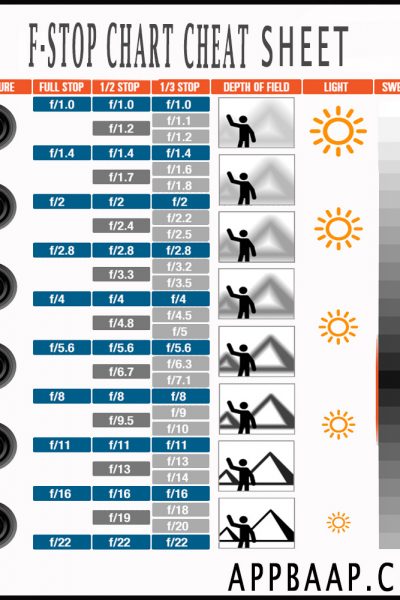 F-STOP CHART CHEAT SHEET
URE FULL STOP 1/2 STOP 1/3 STOP DEPTH OF FIELD LIGHT SWE
f/1.0 f/1.0 f/1.0
f/1.1
f/1.2
f/1.2
f/1.4 f/1.4 f/1.4
f/1.6
f/1.7
f/1.8
f/2 f/2 f/2
f/2.2
f/2.4
f/2.5
f/2.8 f/2.8 f/2.8
f/3.2
f/3.3
f/3.5
f/4 f/4 f/4
f/4.5
f/4.8
f/5
f/5.6 f/5.6 f/5.6
f/6.3
f/6.7
f/7.1
f/8 f/8 f/8
f/9
f/9.5
f/10
f/11 f/11 f/11
f/13
f/13
f/14
f/16 f/16 f/16
f/18
f/19
f/20
f/22 f/22 f/22
APPBAAP.C